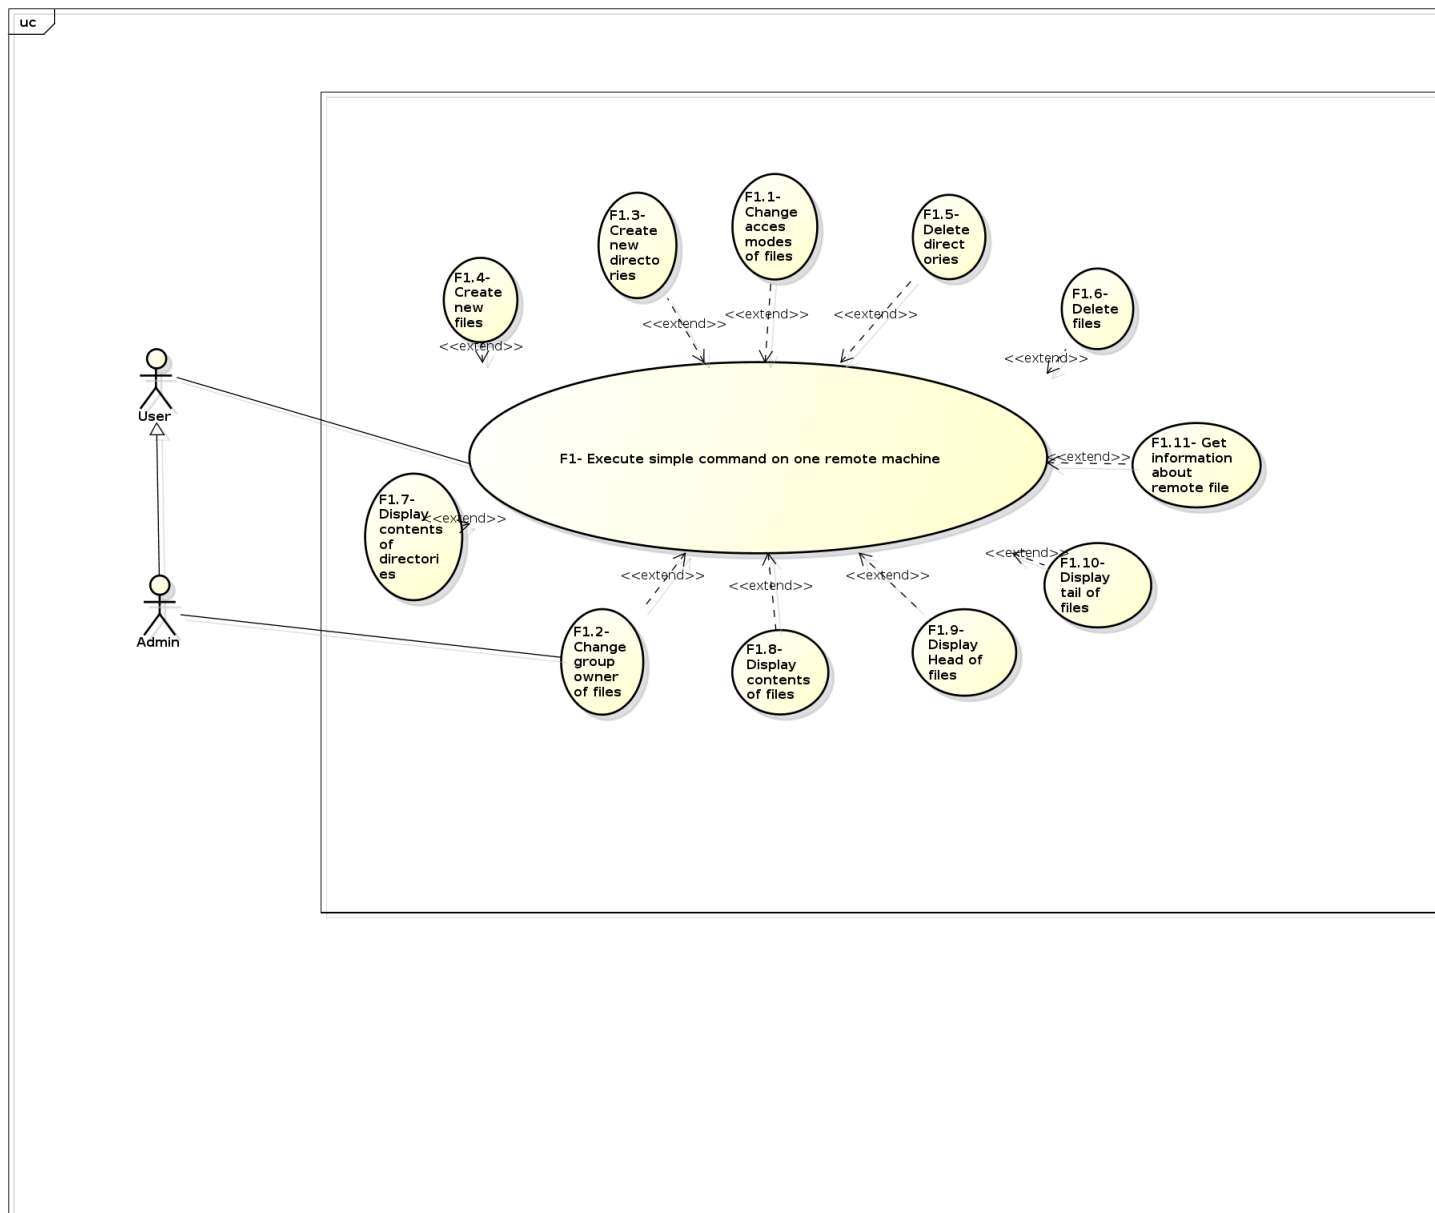 uc
F1.3-
Create
new
directo
ries
F1.1-
Change
acces
modes
of files
F1.5-
Delete
direct
ories
F1.4-
Create
new
files
F1.6-
Delete
files
<<extend>>
<<extend>>
<<extend>>
<<extend>>
<<extend>>
User
F1- Execute simple command on one remote machine
<<extend>>
F1.11- Get
information
about
remote file
F1.7-
Display
contents
of
directori
es
<<extend>>
<<extend>>
<<extend>>
<<extend>>
<<extend>>
F1.10-
Display
tail of
files
Admin
F1.2-
Change
group
owner
of files
F1.8-
Display
contents
of files
F1.9-
Display
Head of
files